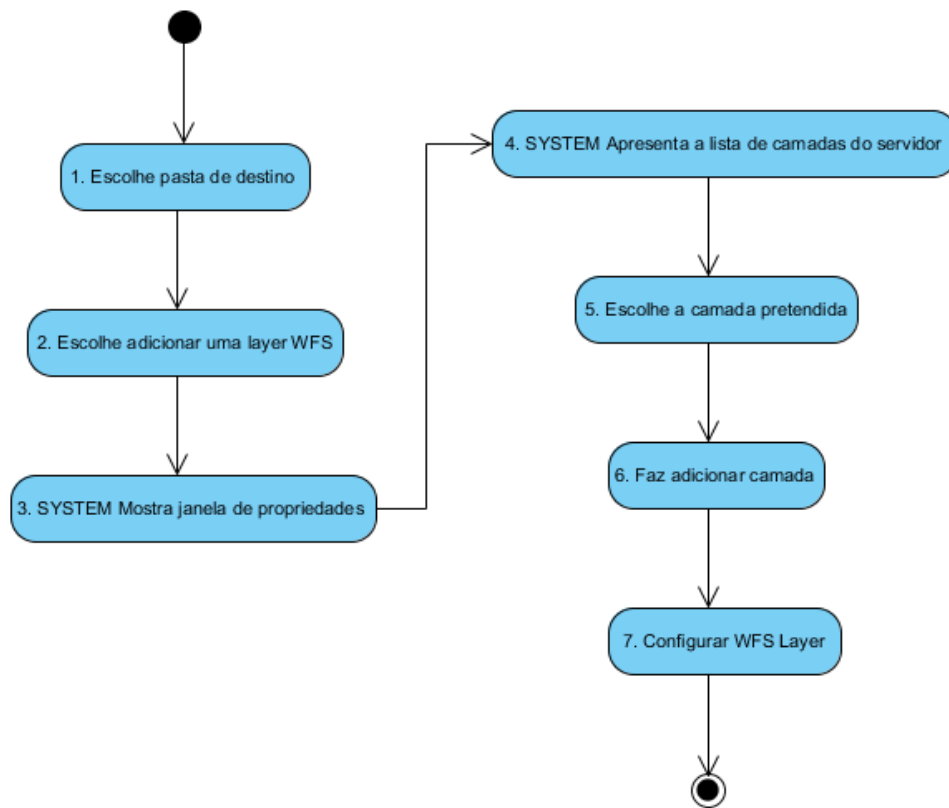 1. Escolhe pasta de destino
2. Escolhe adicionar uma layer WFS
3. SYSTEM Mostra janela de propriedades
4. SYSTEM Apresenta a lista de camadas do servidor
5. Escolhe a camada pretendida
6. Faz adicionar camada
7. Configurar WFS Layer